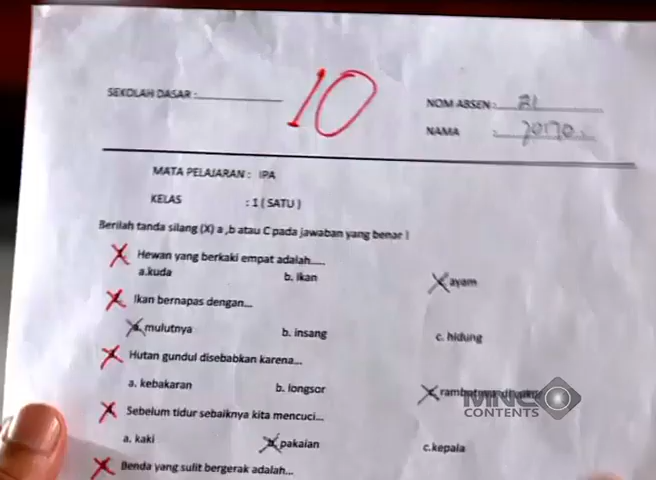 SEKOLAH DASAR :
10
NOM ABSEN : 21
NAMA :
MATA PELAJARAN : IPA
KELAS : 1 ( SATU )
Berilah tanda silang (X) a ,b atau C pada jawaban yang benar !
Hewan yang berkaki empat adalah.....
a.kuda b. Ikan ayam
Ikan bernapas dengan...
a. mulutnya b. insang c. hidung
Hutan gundul disebabkan karena...
a. kebakaran b. longsor rambutnya
Sebelum tidur sebaiknya kita mencuci...
a. kaki pakaian c.kepala
Benda yang sulit bergerak adalah...
MNC
CONTENTS